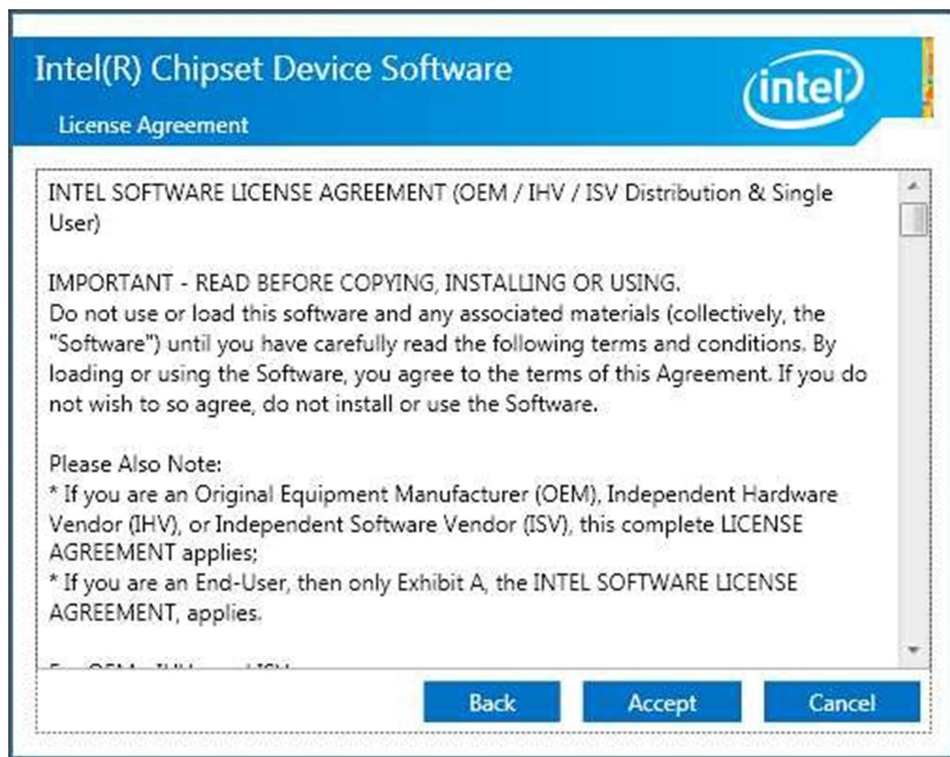 Intel(R) Chipset Device Software
intel
License Agreement
INTEL SOFTWARE LICENSE AGREEMENT (OEM / IHV / ISV Distribution & Single
User)
IMPORTANT - READ BEFORE COPYING, INSTALLING OR USING.
Do not use or load this software and any associated materials (collectively, the
"Software") until you have carefully read the following terms and conditions. By
loading or using the Software, you agree to the terms of this Agreement. If you do
not wish to so agree, do not install or use the Software.
Please Also Note:
* If you are an Original Equipment Manufacturer (OEM), Independent Hardware
Vendor (IHV), or Independent Software Vendor (ISV), this complete LICENSE
AGREEMENT applies;
* If you are an End-User, then only Exhibit A, the INTEL SOFTWARE LICENSE
AGREEMENT, applies.
Back
Accept
Cancel